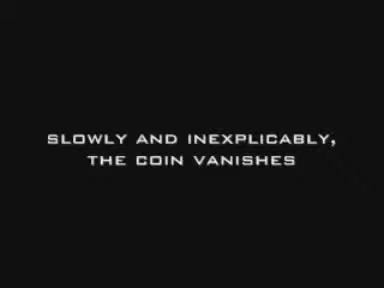 SLOWLY AND INEXPLICABLY,
THE COIN VANISHES